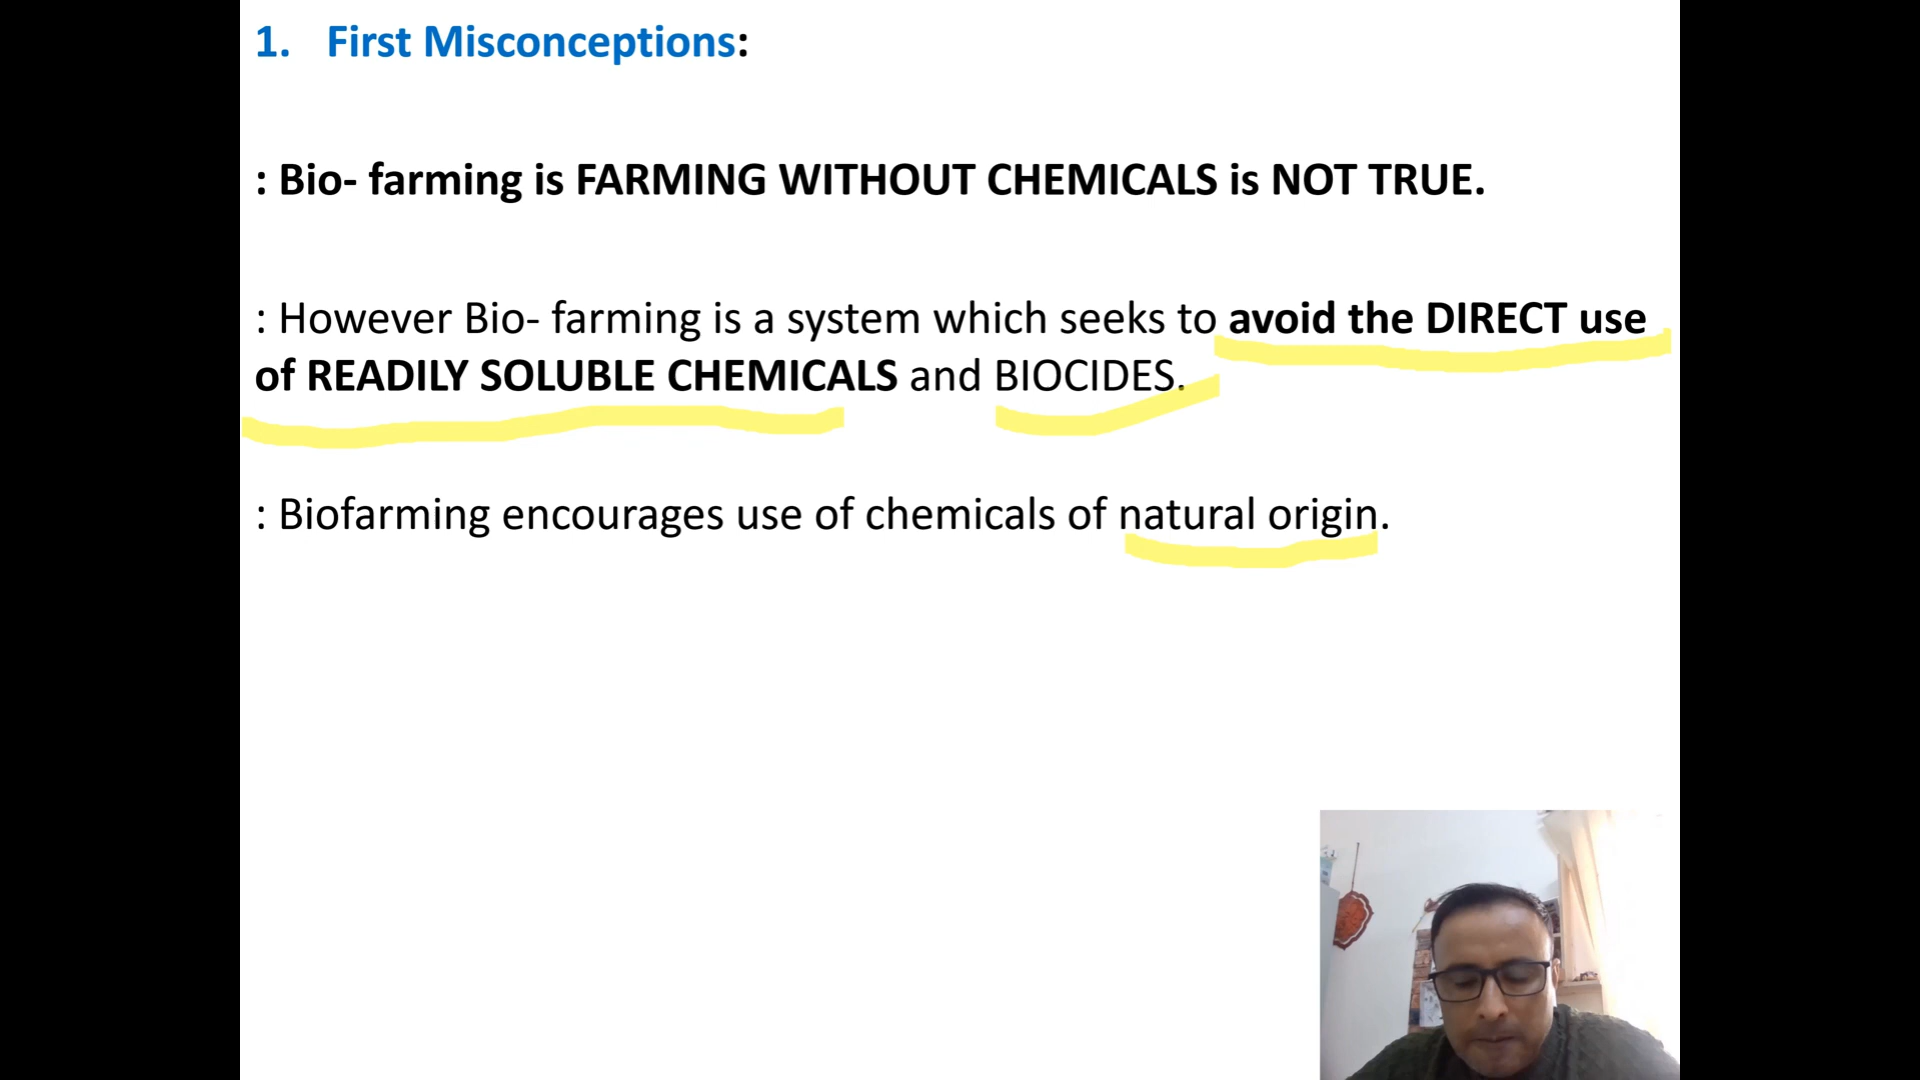 1. First Misconceptions:
: Bio- farming is FARMING WITHOUT CHEMICALS is NOT TRUE.
: However Bio- farming is a system which seeks to avoid the DIRECT use
of READILY SOLUBLE CHEMICALS and BIOCIDES.
: Biofarming encourages use of chemicals of natural origin.